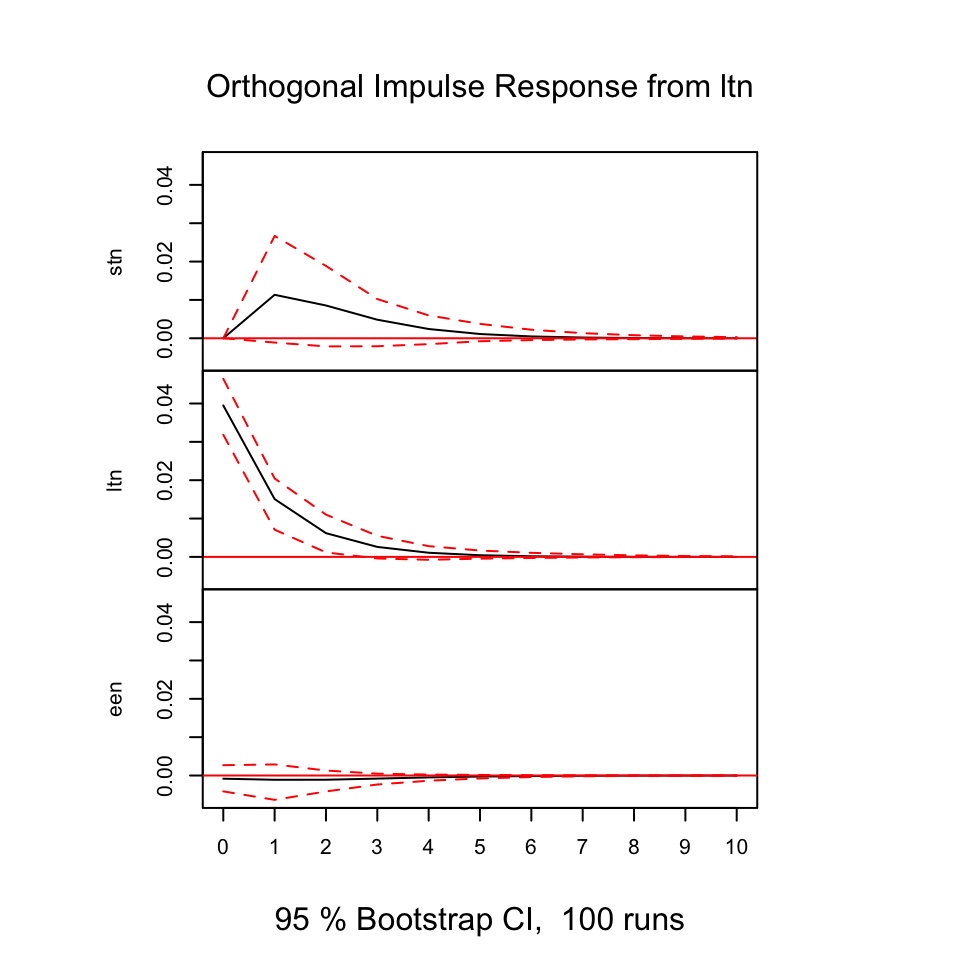 Orthogonal Impulse Response from ltn
stn
0.00 0.02 0.04
ltn
0.00 0.02 0.04
een
0.00 0.02 0.04
0 1 2 3 4 5 6 7 8 9 10
95 % Bootstrap CI,  100 runs